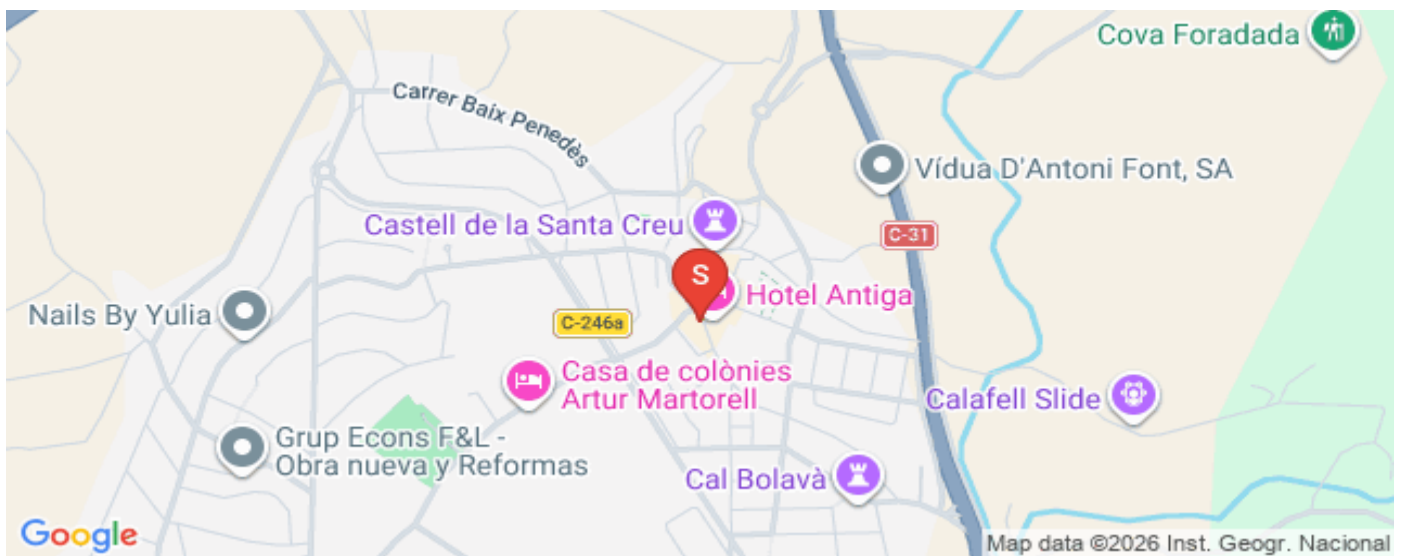 Cova Foradada
Carrer Baix Penedès
Vídua D'Antoni Font, SA
Castell de la Santa Creu
C-31
S
Hotel Antiga
Nails By Yulia
C-246a
Casa de colònies
Artur Martorell
Calafell Slide
Grup Econs F&L -
Obra nueva y Reformas
Cal Bolavà
Google
Map data ©2026 Inst. Geogr. Nacional